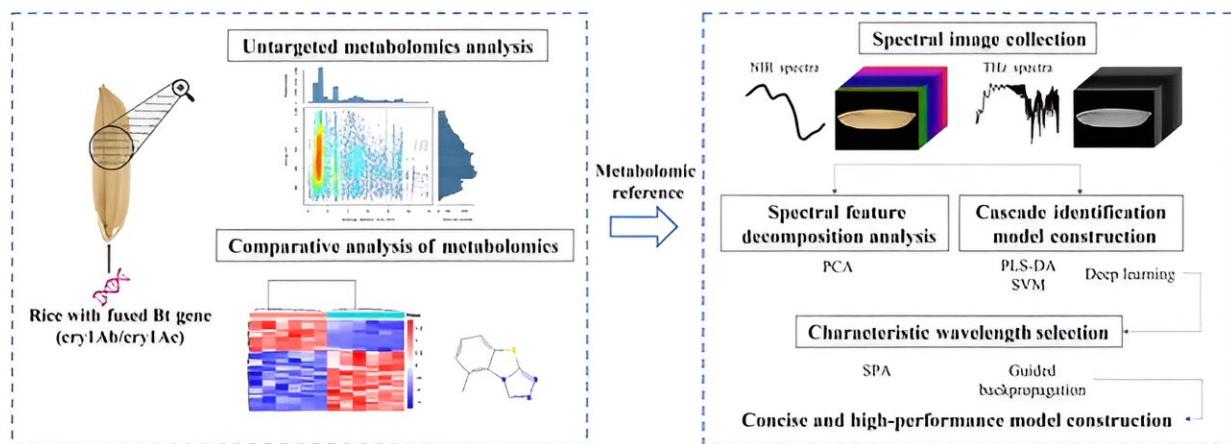 Untargeted metabolomics analysis
Comparative analysis of metabolomics
Rice with fused Bt gene
(cry1Ab/cry1Ac)
Metabolomic
reference
Spectral image collection
NIR spectra
THz spectra
Spectral feature
decomposition analysis
Cascade identification
model construction
PCA
PLS-DA
SVM
Deep learning
Characteristic wavelength selection
SPA
Guided
backpropagation
Concise and high-performance model construction